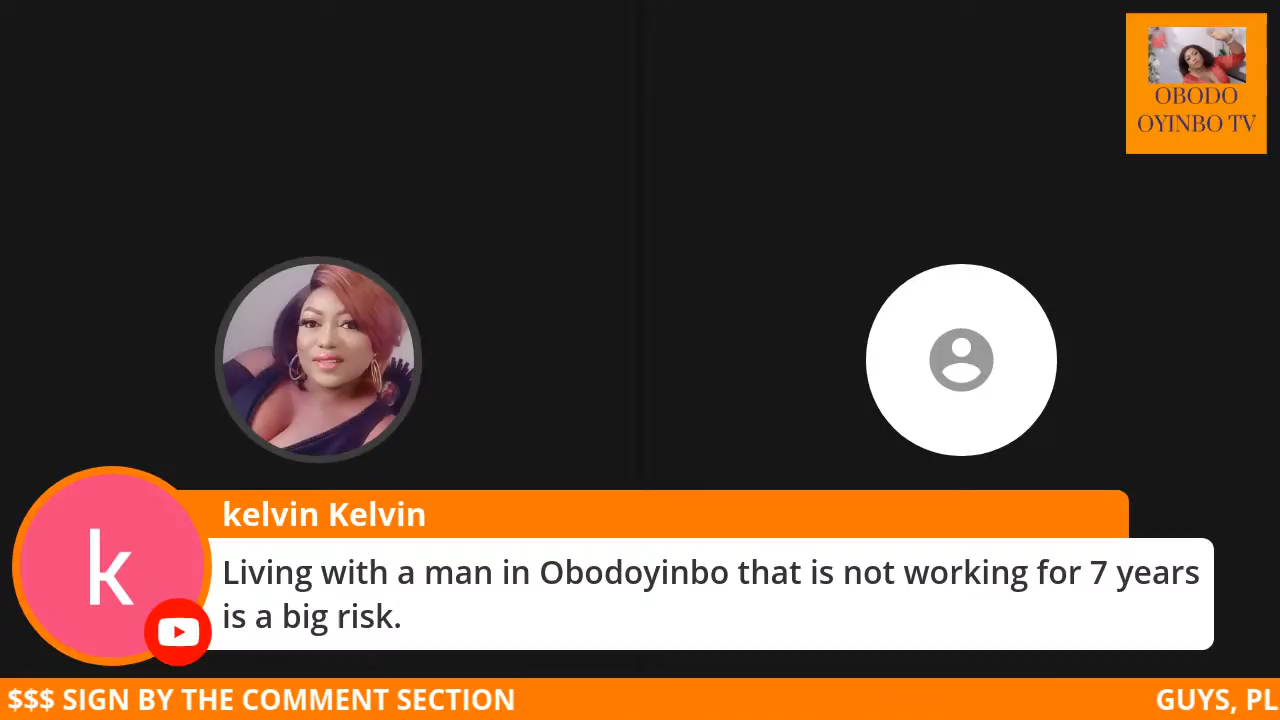 OBODO
OYINBO TV
k
kelvin Kelvin
Living with a man in Obodoyinbo that is not working for 7 years
is a big risk.
$$$ SIGN BY THE COMMENT SECTION
GUYS, PL